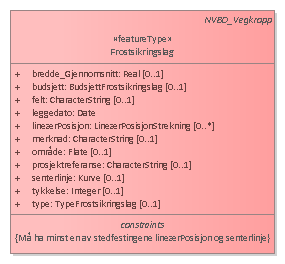 NVBD_Vegkropp
«featureType»
Frostsikringslag
+ bredde_Gjennomsnitt: Real [0..1]
+ budsjett: BudsjettFrostsikringslag [0..1]
+ felt: CharacterString [0..1]
+ leggedato: Date
+ lineærPosisjon: LineærPosisjonStrekning [0..*]
+ merknad: CharacterString [0..1]
+ område: Flate [0..1]
+ prosjektreferanse: CharacterString [0..1]
+ senterlinje: Kurve [0..1]
+ tykkelse: Integer [0..1]
+ type: TypeFrostsikringslag [0..1]
constraints
{Må ha minst en av stedfestingene lineærPosisjon og senterlinje}